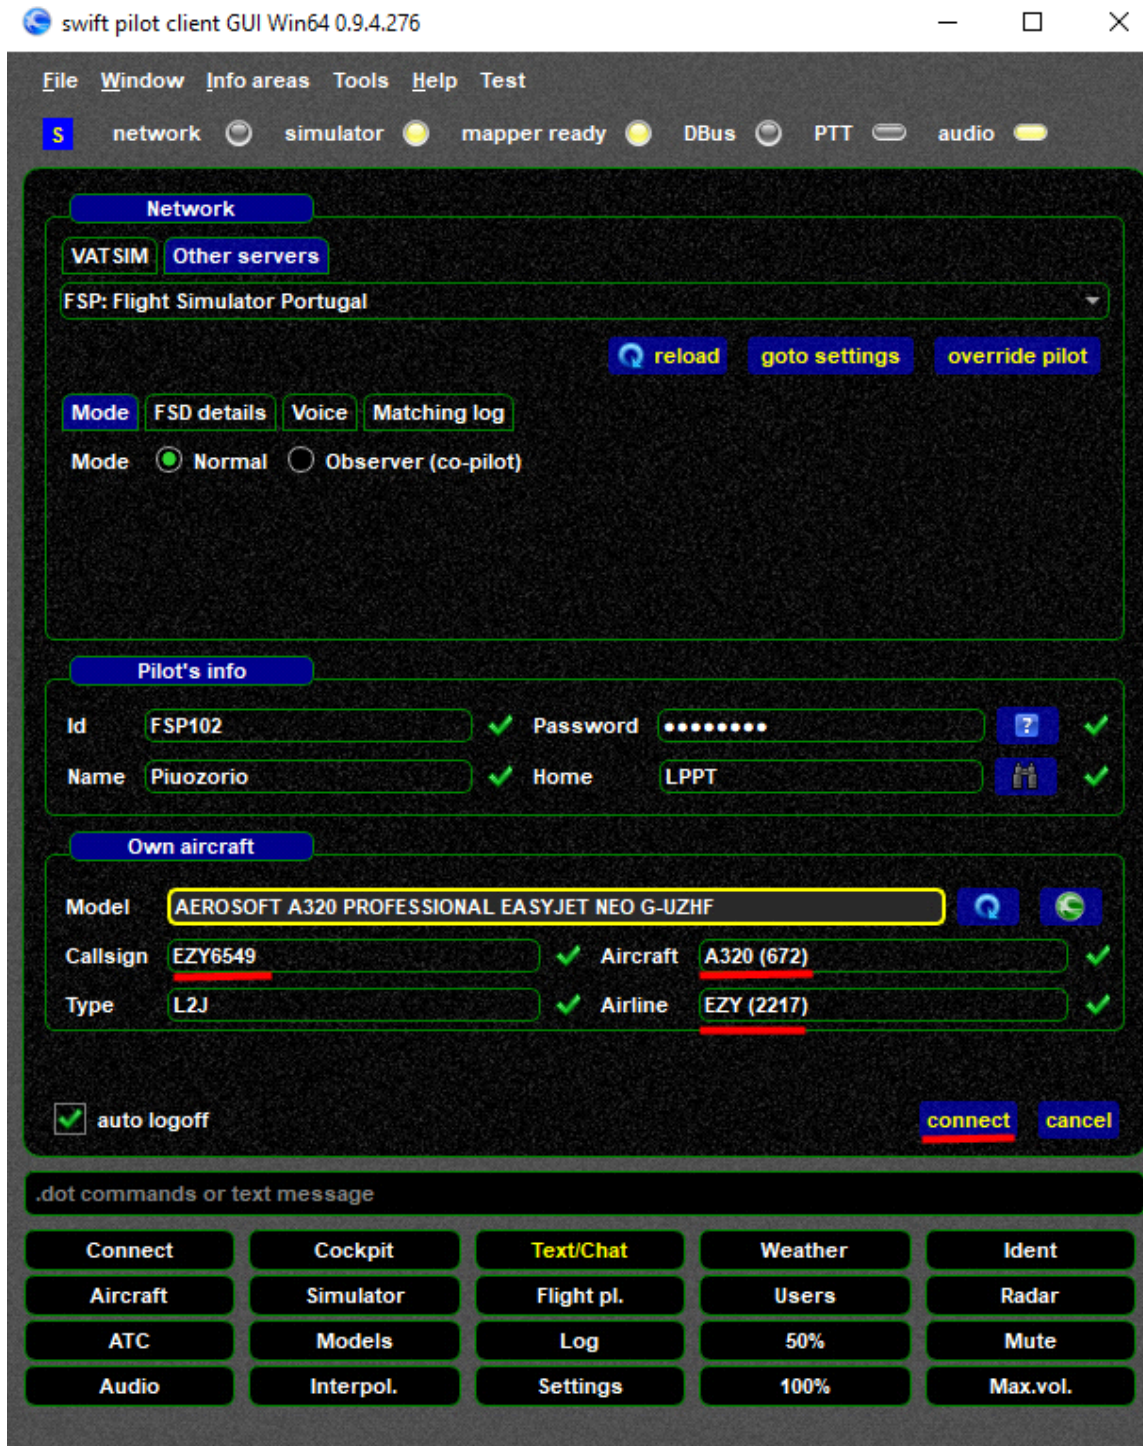 swift pilot client GUI Win64 0.9.4.276
File Window Info areas Tools Help Test
S network simulator mapper ready DBus PTT audio
Network
VATSIM Other servers
FSP: Flight Simulator Portugal
reload goto settings override pilot
Mode FSD details Voice Matching log
Mode Normal Observer (co-pilot)
Pilot's info
Id FSP102 Password ●●●●●●●● ?
Name Piuozorio Home LPPT
Own aircraft
Model AEROSOFT A320 PROFESSIONAL EASYJET NEO G-UZHF
Callsign EZY6549 Aircraft A320 (672)
Type L2J Airline EZY (2217)
auto logoff connect cancel
.dot commands or text message
Connect Cockpit Text/Chat Weather Ident
Aircraft Simulator Flight pl. Users Radar
ATC Models Log 50% Mute
Audio Interpol. Settings 100% Max.vol.